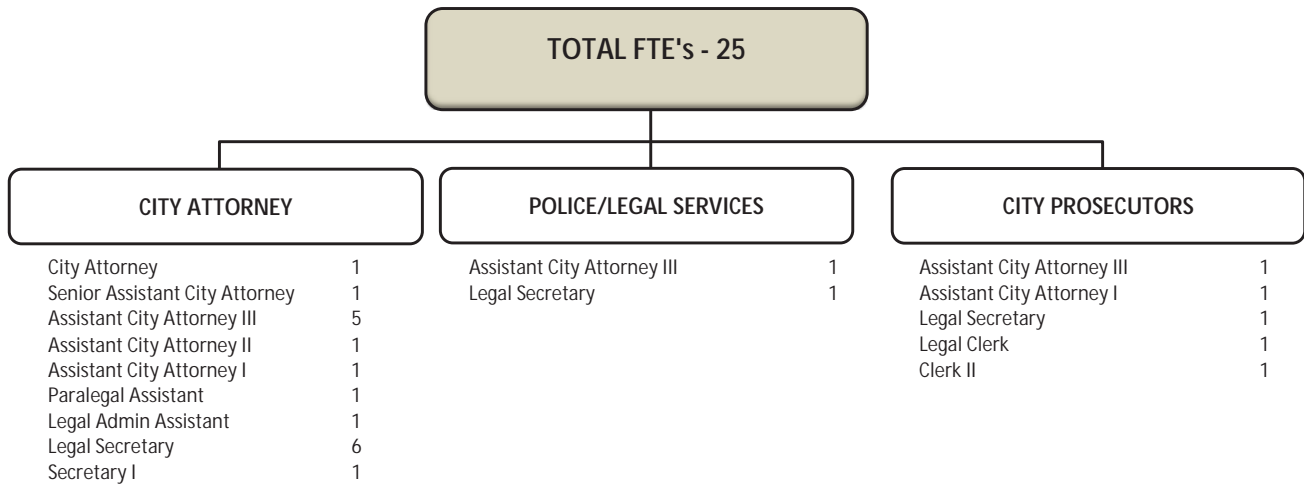 TOTAL FTE's - 25
CITY ATTORNEY
City Attorney 1
Senior Assistant City Attorney 1
Assistant City Attorney III 5
Assistant City Attorney II 1
Assistant City Attorney I 1
Paralegal Assistant 1
Legal Admin Assistant 1
Legal Secretary 6
Secretary I 1
POLICE/LEGAL SERVICES
Assistant City Attorney III 1
Legal Secretary 1
CITY PROSECUTORS
Assistant City Attorney III 1
Assistant City Attorney I 1
Legal Secretary 1
Legal Clerk 1
Clerk II 1